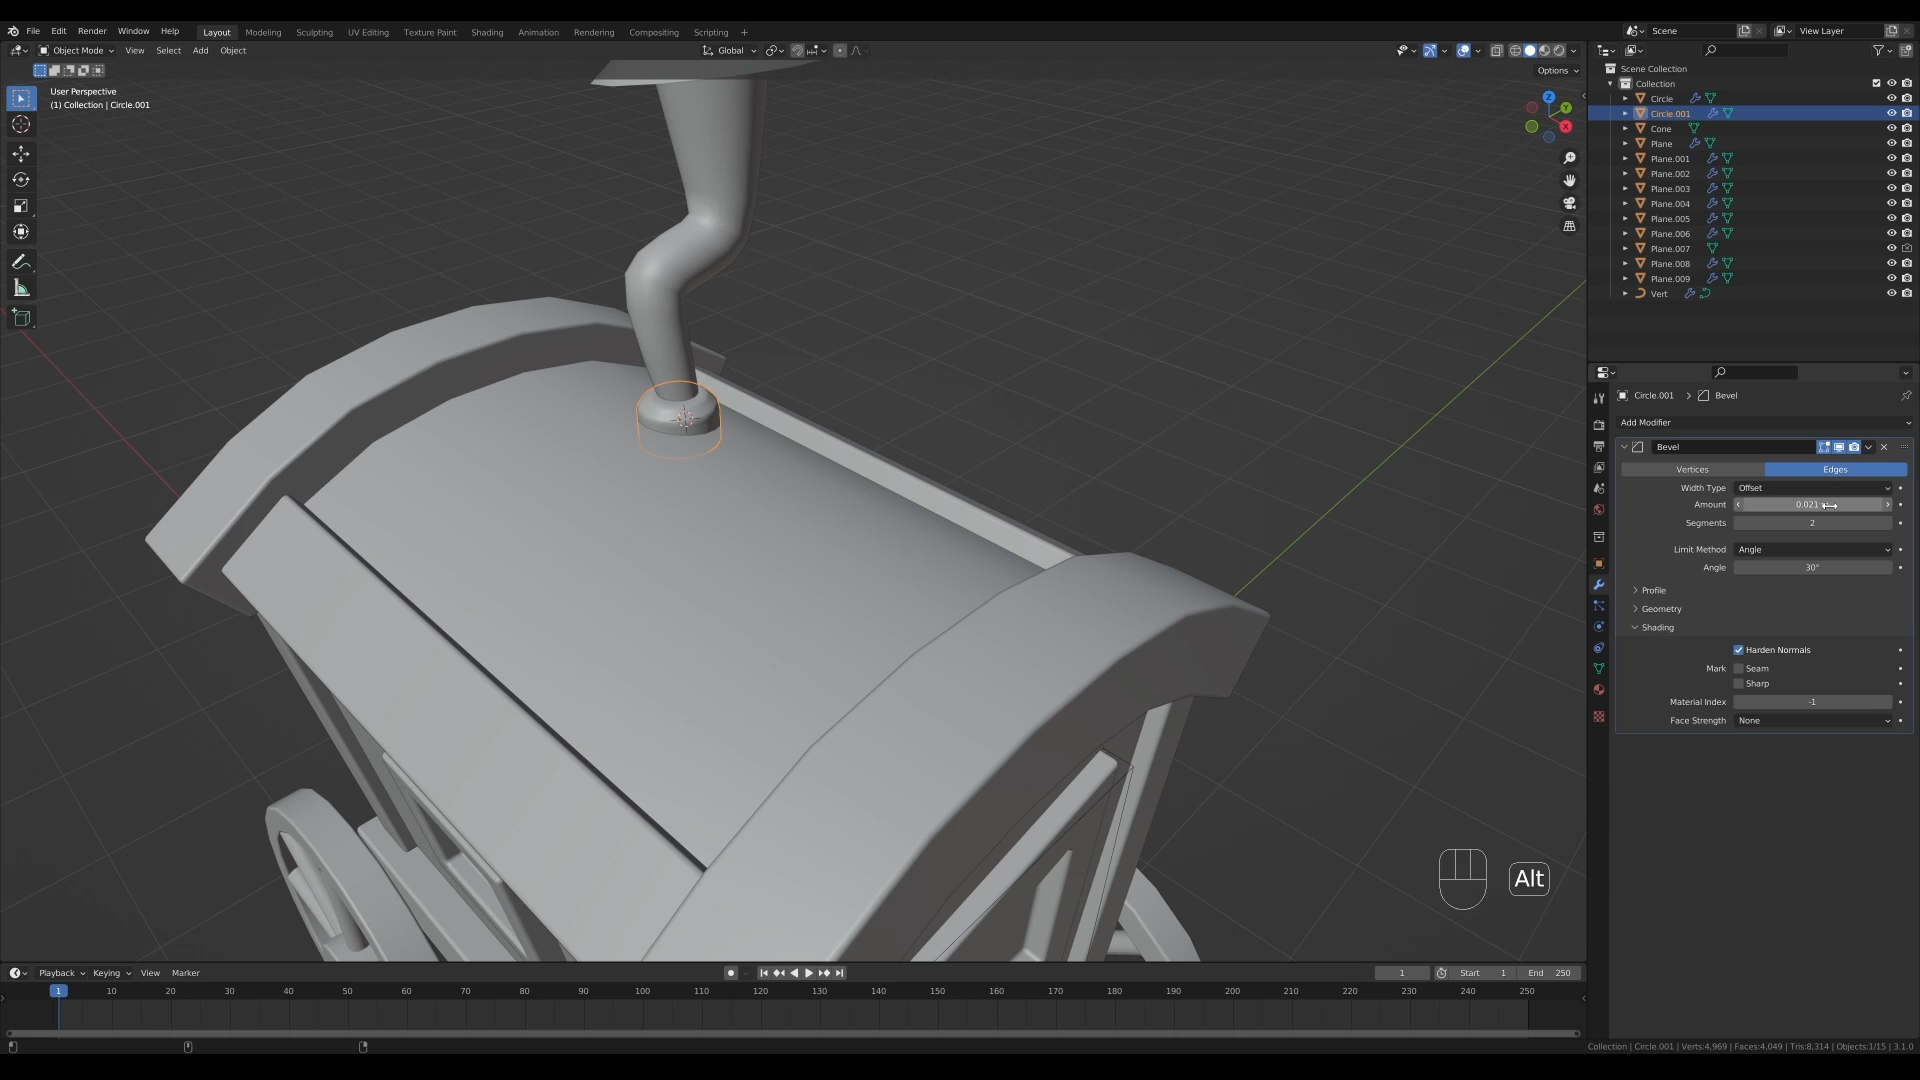 File Edit Render Window Help Layout Modeling Sculpting UV Editing Texture Paint Shading Animation Rendering Compositing Scripting + Scene View Layer
Object Mode View Select Add Object Global
Options
User Perspective
(1) Collection | Circle.001
Z
Y
X
Scene Collection
Collection
Circle
Circle.001
Cone
Plane
Plane.001
Plane.002
Plane.003
Plane.004
Plane.005
Plane.006
Plane.007
Plane.008
Plane.009
Vert
Circle.001 > Bevel
Add Modifier
Bevel
Vertices Edges
Width Type Offset
Amount 0.021
Segments 2
Limit Method Angle
Angle 30°
Profile
Geometry
Shading
Harden Normals
Mark Seam
Sharp
Material Index -1
Face Strength None
Alt
Playback Keying View Marker 1 Start 1 End 250
1 10 20 30 40 50 60 70 80 90 100 110 120 130 140 150 160 170 180 190 200 210 220 230 240 250
Collection | Circle.001 | Verts:4,969 | Faces:4,049 | Tris:8,314 | Objects:1/15 | 3.1.0